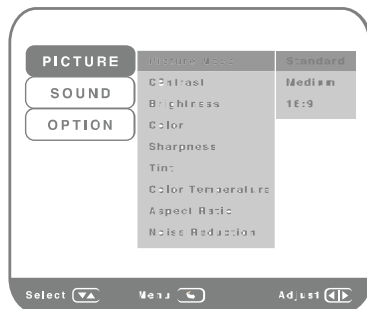 PICTURE
SOUND
OPTION
Picture Mode
Contrast
Brightness
Color
Sharpness
Tint
Color Temperature
Aspect Ratio
Noise Reduction
Standard
Medium
16:9
Select
Menu
Adjust